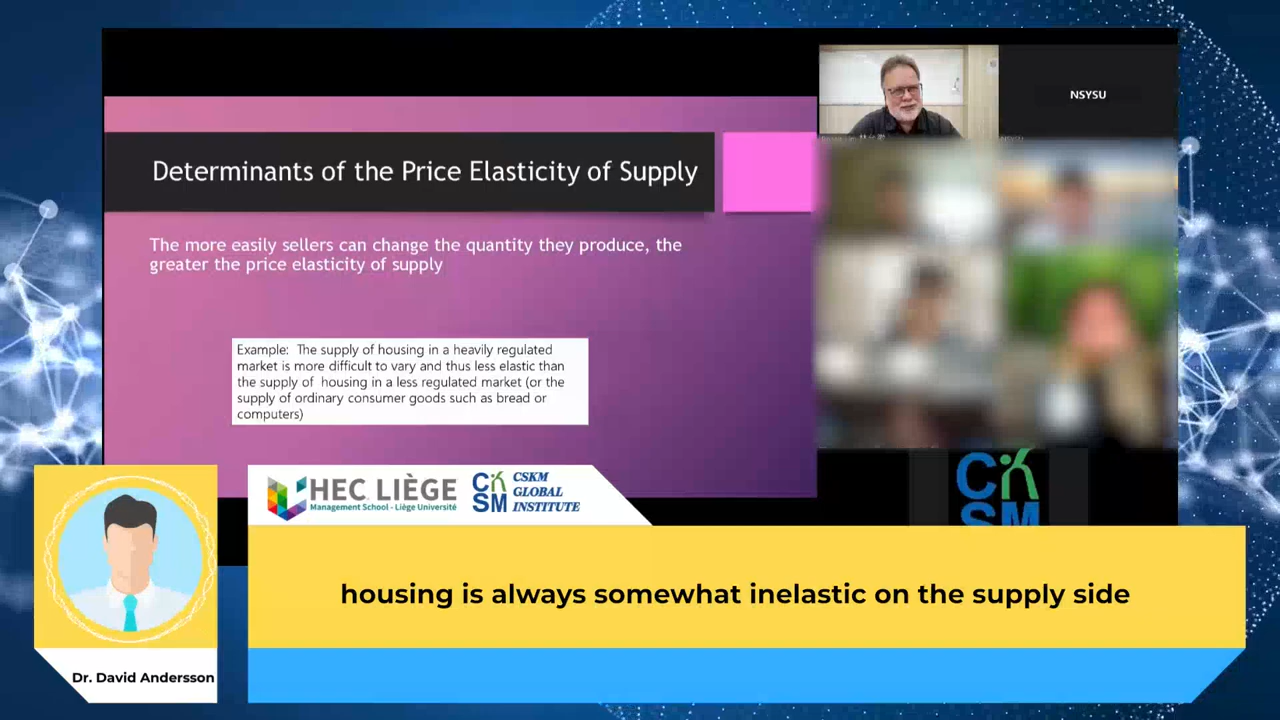 NSYSU
Determinants of the Price Elasticity of Supply
The more easily sellers can change the quantity they produce, the
greater the price elasticity of supply
Example: The supply of housing in a heavily regulated
market is more difficult to vary and thus less elastic than
the supply of housing in a less regulated market (or the
supply of ordinary consumer goods such as bread or
computers)
HEC LIÈGE
Management School - Liège Université
CKSM
CSKM
GLOBAL
INSTITUTE
CKSM
housing is always somewhat inelastic on the supply side
Dr. David Andersson